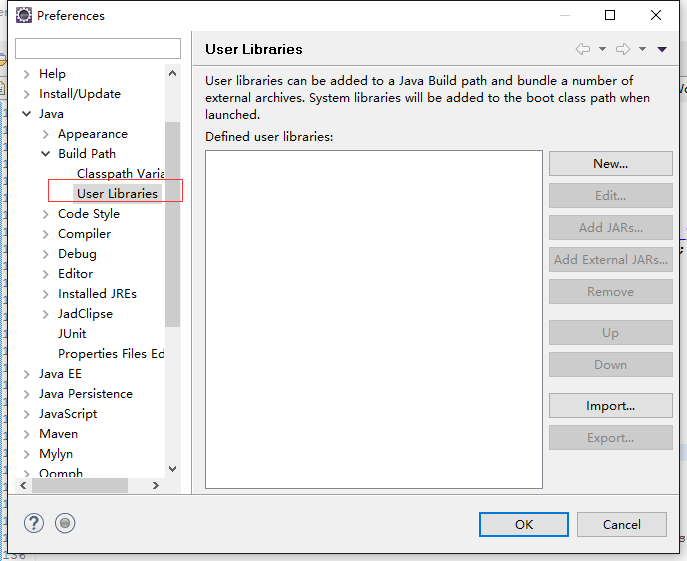 Preferences
Help
Install/Update
Java
Appearance
Build Path
Classpath Varia
User Libraries
Code Style
Compiler
Debug
Editor
Installed JREs
JadClipse
JUnit
Properties Files Ed
Java EE
Java Persistence
JavaScript
Maven
Mylyn
Oomph
User Libraries
User libraries can be added to a Java Build path and bundle a number of
external archives. System libraries will be added to the boot class path when
launched.
Defined user libraries:
New...
Edit...
Add JARs...
Add External JARs...
Remove
Up
Down
Import...
Export...
?
OK
Cancel
136